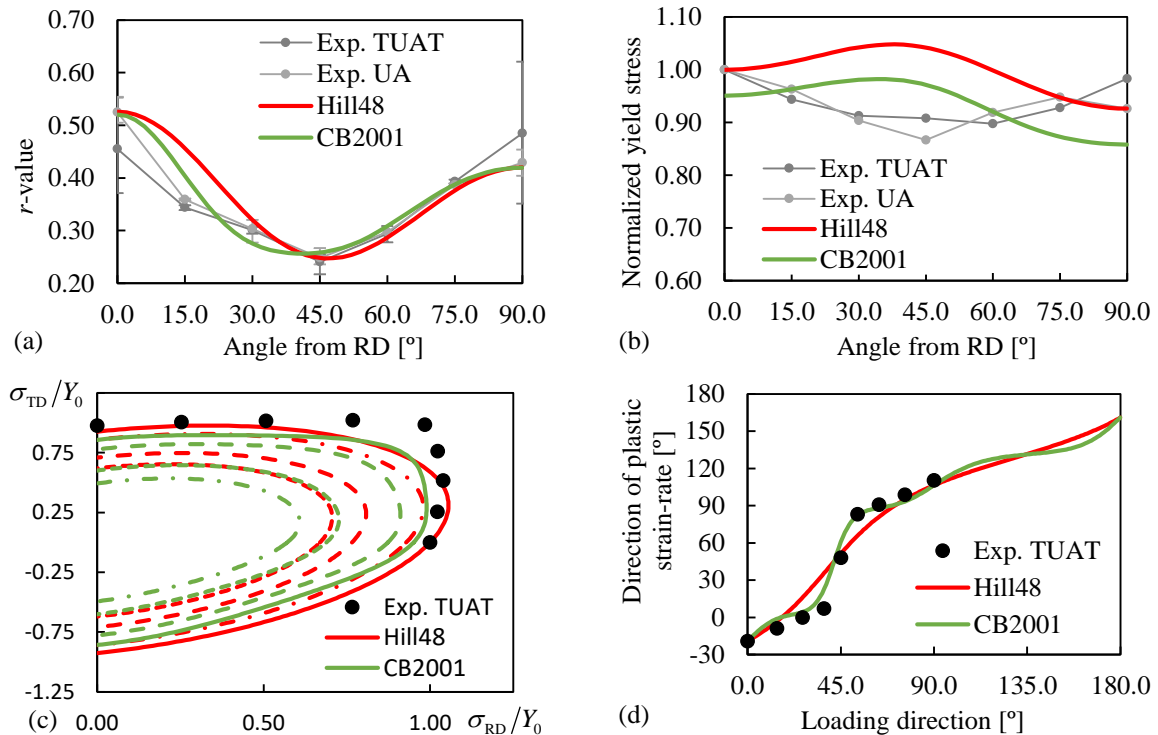 0.70
0.60
0.50
0.40
0.30
0.20
r-value
Exp. TUAT
Exp. UA
Hill48
CB2001
0.0 15.0 30.0 45.0 60.0 75.0 90.0
(a)
Angle from RD [º]
1.10
1.00
0.90
0.80
0.70
0.60
Normalized yield stress
Exp. TUAT
Exp. UA
Hill48
CB2001
0.0 15.0 30.0 45.0 60.0 75.0 90.0
(b)
Angle from RD [º]
σTD/Y0
0.75
0.25
-0.25
-0.75
-1.25
Exp. TUAT
Hill48
CB2001
0.00 0.50 1.00
(c)
σRD/Y0
180
150
120
90
60
30
0
-30
Direction of plastic
strain-rate [º]
Exp. TUAT
Hill48
CB2001
0.0 45.0 90.0 135.0 180.0
(d)
Loading direction [º]